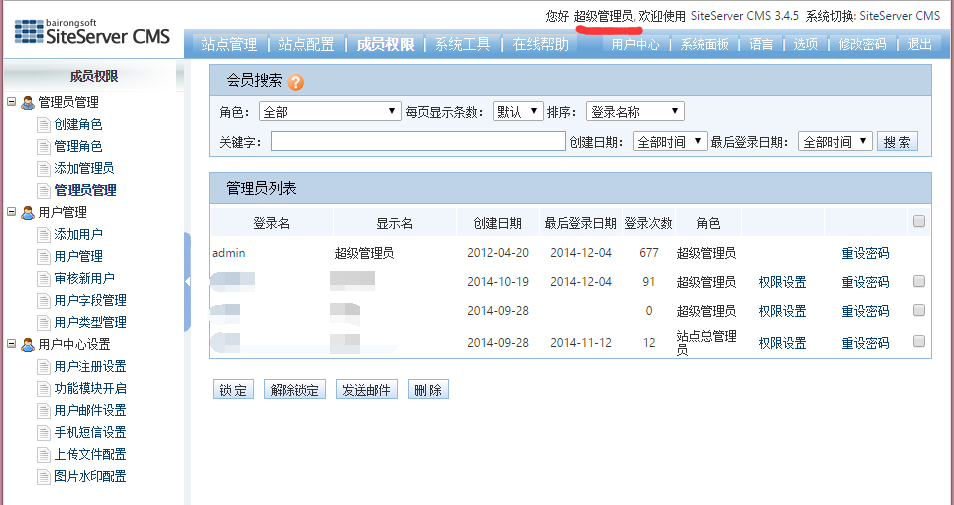 您好 超级管理员, 欢迎使用 SiteServer CMS 3.4.5 系统切换: SiteServer CMS
bairongsoft
SiteServer CMS
站点管理 站点配置 成员权限 系统工具 在线帮助 用户中心 系统面板 语言 选项 修改密码 退出
成员权限
管理员管理
创建角色
管理角色
添加管理员
管理员管理
用户管理
添加用户
用户管理
审核新用户
用户字段管理
用户类型管理
用户中心设置
用户注册设置
功能模块开启
用户邮件设置
手机短信设置
上传文件配置
图片水印配置
会员搜索 ?
角色: 全部 每页显示条数: 默认 排序: 登录名称
关键字: 创建日期: 全部时间 最后登录日期: 全部时间 搜 索
管理员列表
登录名 显示名 创建日期 最后登录日期 登录次数 角色
admin 超级管理员 2012-04-20 2014-12-04 677 超级管理员 重设密码
2014-10-19 2014-12-04 91 超级管理员 权限设置 重设密码
2014-09-28 0 超级管理员 权限设置 重设密码
2014-09-28 2014-11-12 12 站点总管理员 权限设置 重设密码
锁 定 解除锁定 发送邮件 删 除